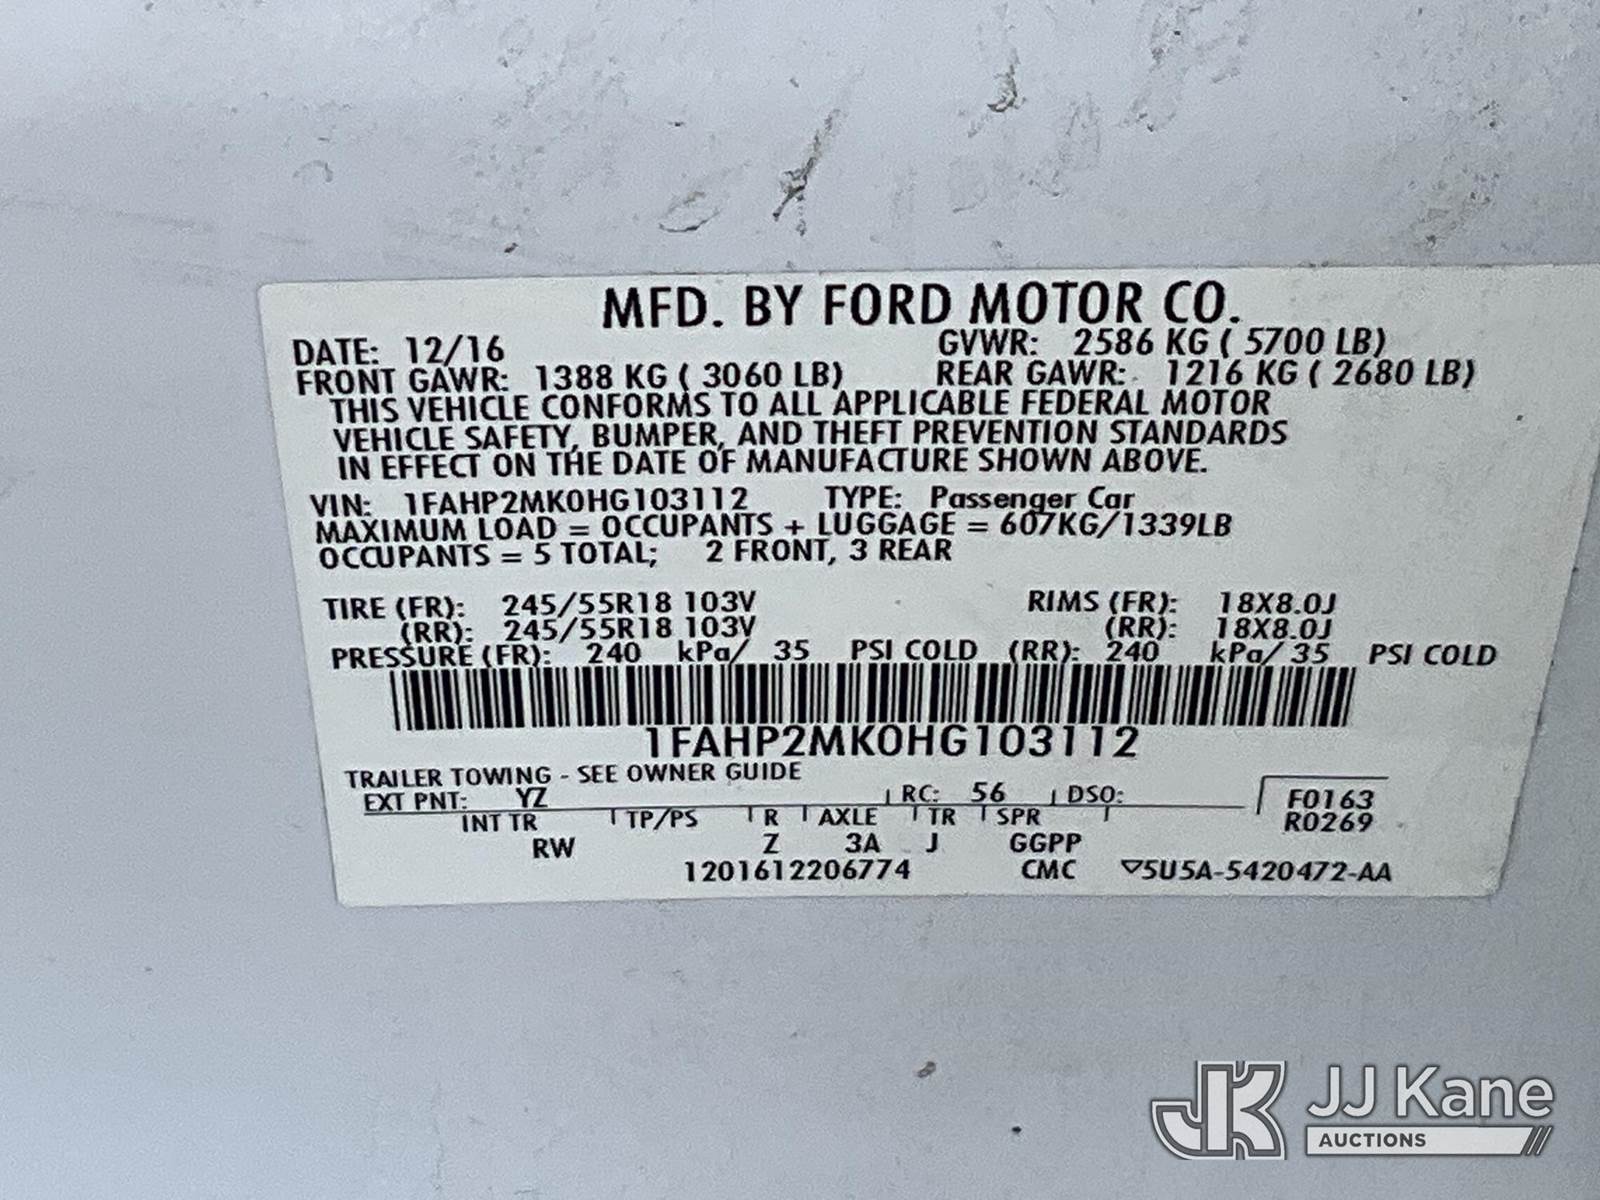 MFD. BY FORD MOTOR CO.
DATE: 12/16 GVWR: 2586 KG ( 5700 LB)
FRONT GAWR: 1388 KG ( 3060 LB) REAR GAWR: 1216 KG ( 2680 LB)
THIS VEHICLE CONFORMS TO ALL APPLICABLE FEDERAL MOTOR
VEHICLE SAFETY, BUMPER, AND THEFT PREVENTION STANDARDS
IN EFFECT ON THE DATE OF MANUFACTURE SHOWN ABOVE.
VIN: 1FAHP2MK0HG103112 TYPE: Passenger Car
MAXIMUM LOAD = OCCUPANTS + LUGGAGE = 607KG/1339LB
OCCUPANTS = 5 TOTAL; 2 FRONT, 3 REAR
TIRE (FR): 245/55R18 103V RIMS (FR): 18X8.0J
(RR): 245/55R18 103V (RR): 18X8.0J
PRESSURE (FR): 240 kPa/ 35 PSI COLD (RR): 240 kPa/ 35 PSI COLD
1FAHP2MK0HG103112
TRAILER TOWING - SEE OWNER GUIDE
EXT PNT: YZ RC: 56 DSO: F0163
INT TR TP/PS R AXLE TR SPR R0269
RW Z 3A J GGPP
1201612206774 CMC ▽5U5A-5420472-AA
JK JJ Kane
AUCTIONS